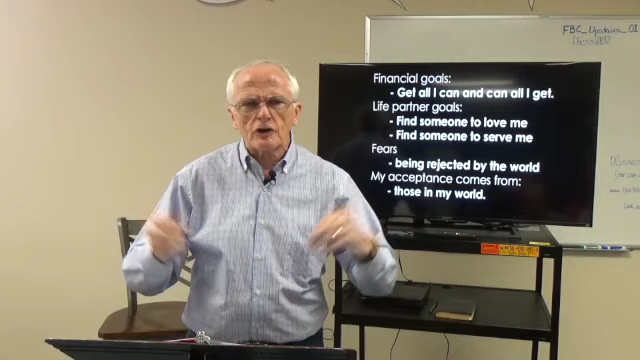 FBC_Upstairs_01
Financial goals:
- Get all I can and can all I get.
Life partner goals:
- Find someone to love me
- Find someone to serve me
Fears
- being rejected by the world
My acceptance comes from:
- those in my world.